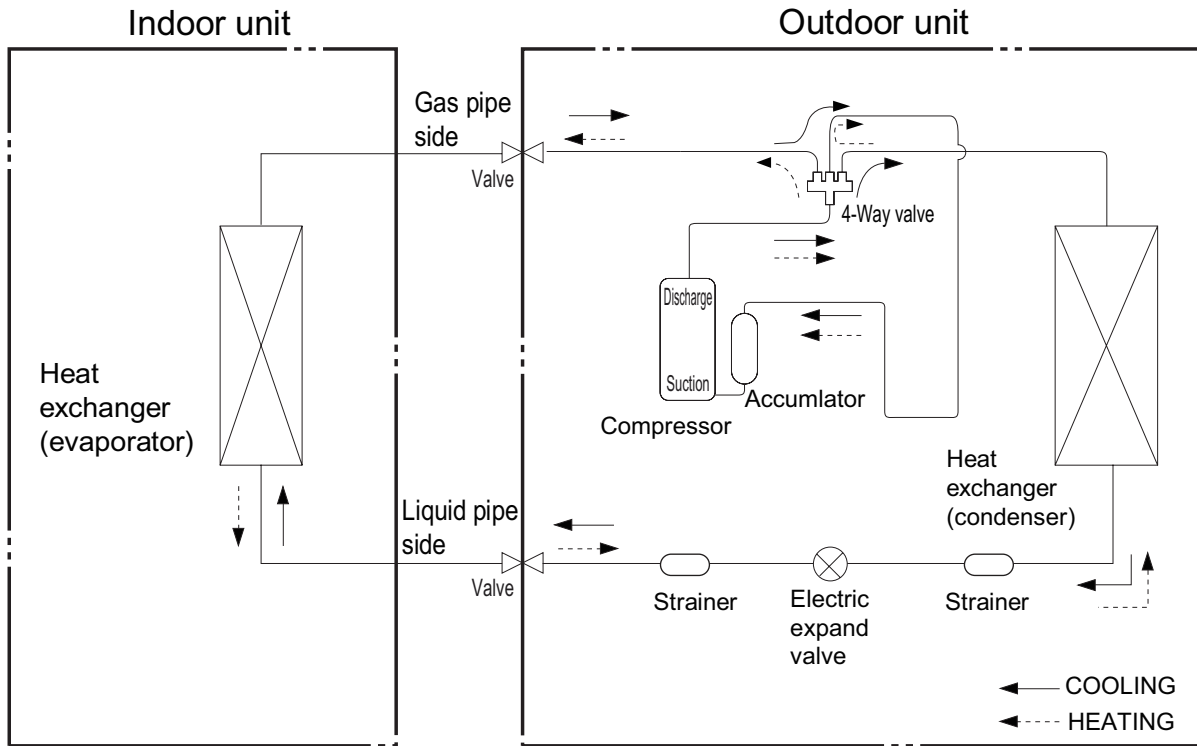 Indoor unit
Outdoor unit
Gas pipe
side
Valve
4-Way valve
Discharge
Suction
Accumlator
Compressor
Heat
exchanger
(evaporator)
Heat
exchanger
(condenser)
Liquid pipe
side
Valve
Strainer
Electric
expand
valve
Strainer
COOLING
HEATING